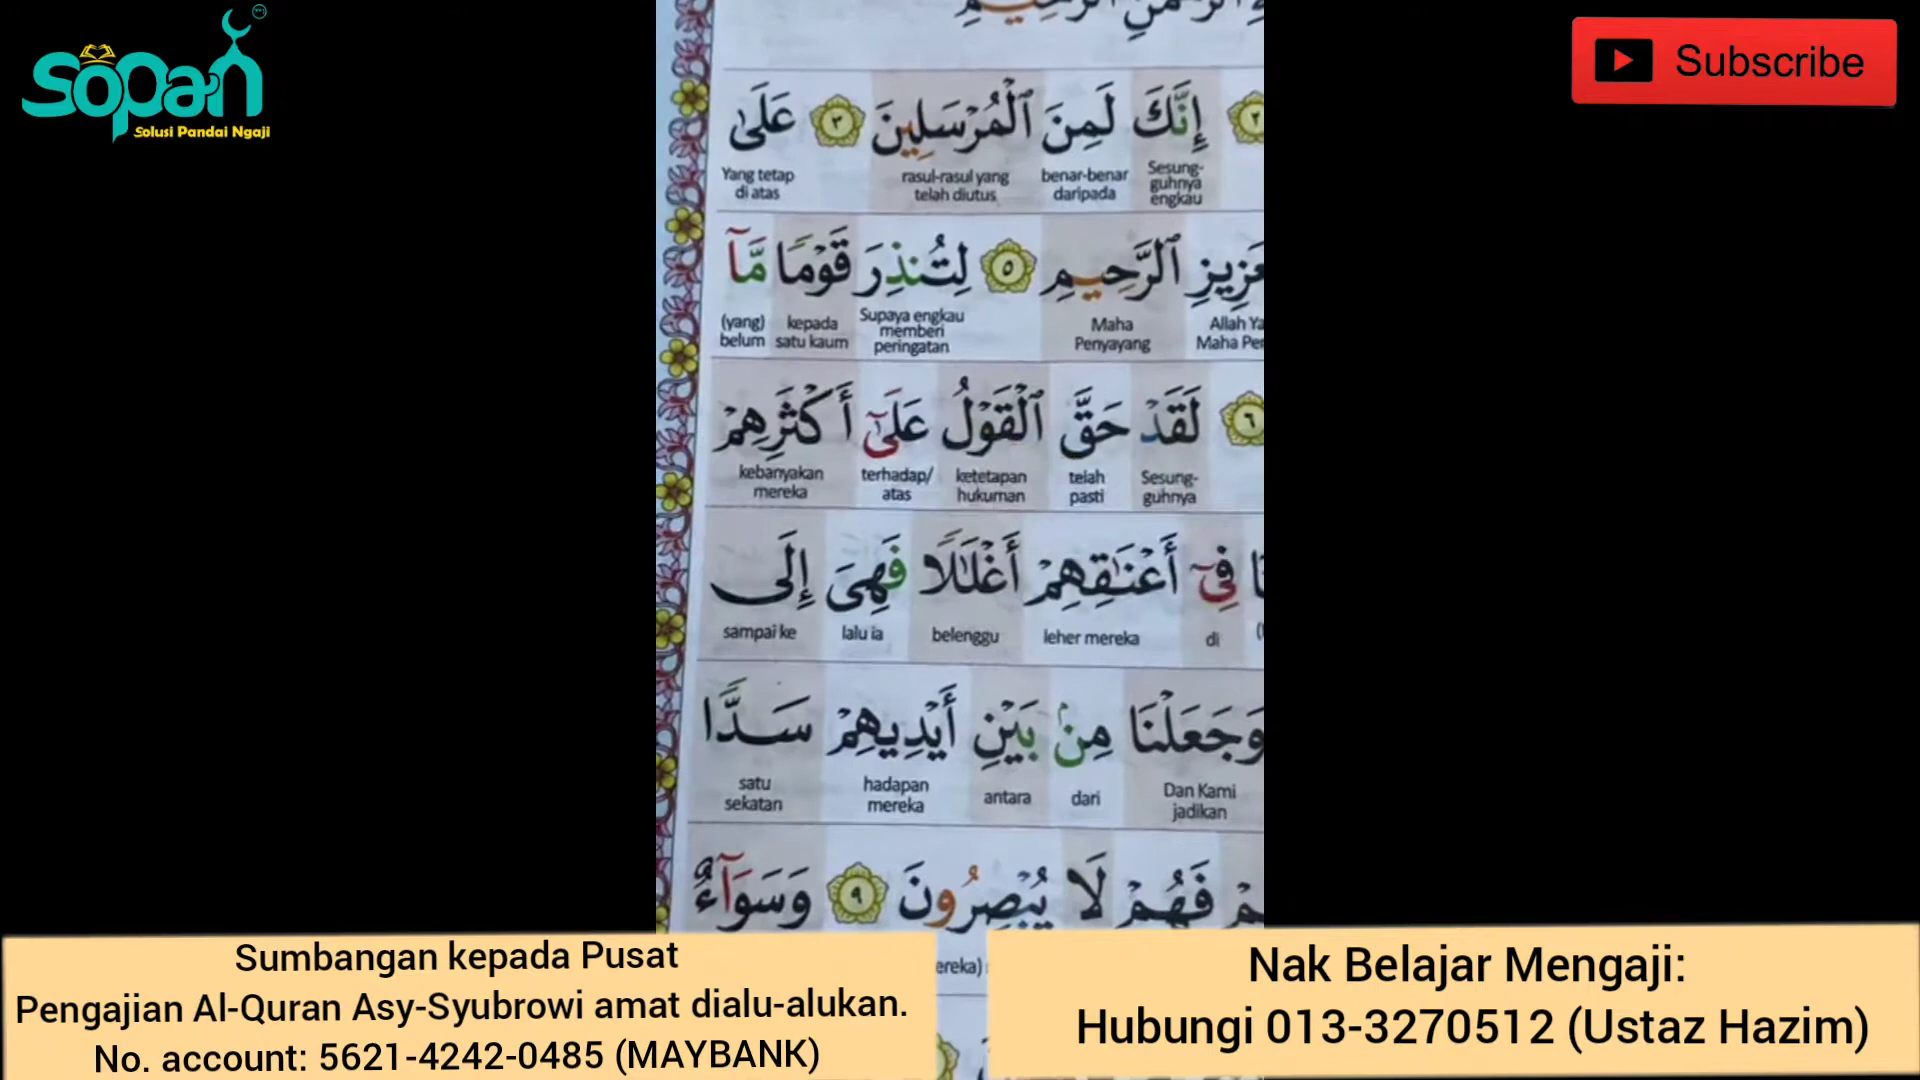 Sopan
Solusi Pandai Ngaji
Subscribe
إِنَّكَ لَمِنَ ٱلْمُرْسَلِينَ ٣ عَلَىٰ
Sesung-guhnya engkau
benar-benar daripada
rasul-rasul yang telah diutus
Yang tetap di atas
ٱلرَّحِيمِ ٥ لِتُنذِرَ قَوْمًا مَّآ
Maha Penyayang
Supaya engkau memberi peringatan
kepada satu kaum
(yang) belum
٦ لَقَدْ حَقَّ ٱلْقَوْلُ عَلَىٰٓ أَكْثَرِهِمْ
Sesung-guhnya
telah pasti
ketetapan hukuman
terhadap/ atas
kebanyakan mereka
فِىٓ أَعْنَٰقِهِمْ أَغْلَٰلًا فَهِىَ إِلَى
di
leher mereka
belenggu
lalu ia
sampai ke
وَجَعَلْنَا مِنۢ بَيْنِ أَيْدِيهِمْ سَدًّا
Dan Kami jadikan
dari
antara
hadapan mereka
satu sekatan
فَهُمْ لَا يُبْصِرُونَ ٩ وَسَوَآءٌ
Sumbangan kepada Pusat
Pengajian Al-Quran Asy-Syubrowi amat dialu-alukan.
No. account: 5621-4242-0485 (MAYBANK)
Nak Belajar Mengaji:
Hubungi 013-3270512 (Ustaz Hazim)